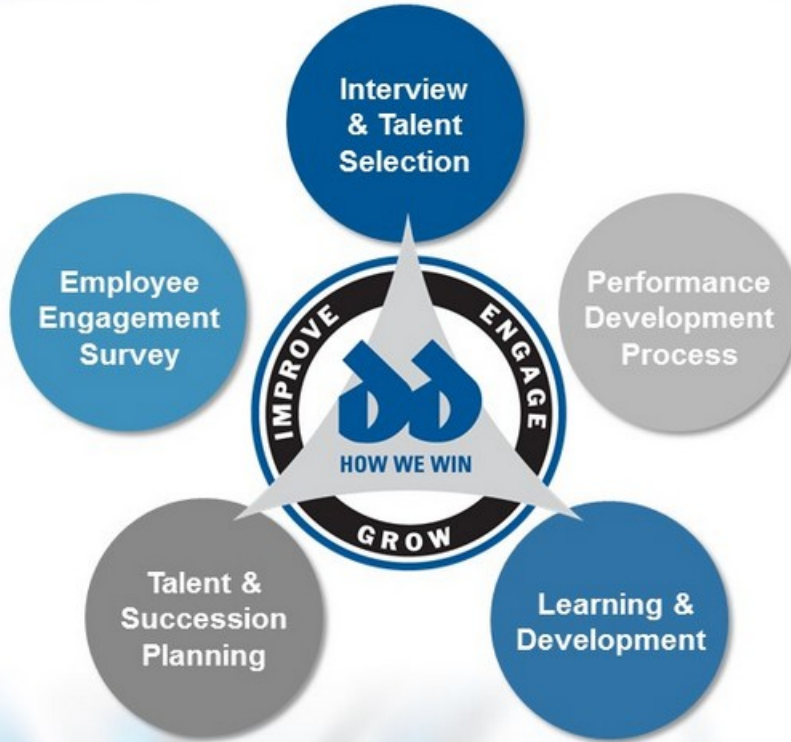 Interview
& Talent
Selection
Employee
Engagement
Survey
Performance
Development
Process
IMPROVE
ENGAGE
HOW WE WIN
GROW
Talent &
Succession
Planning
Learning &
Development